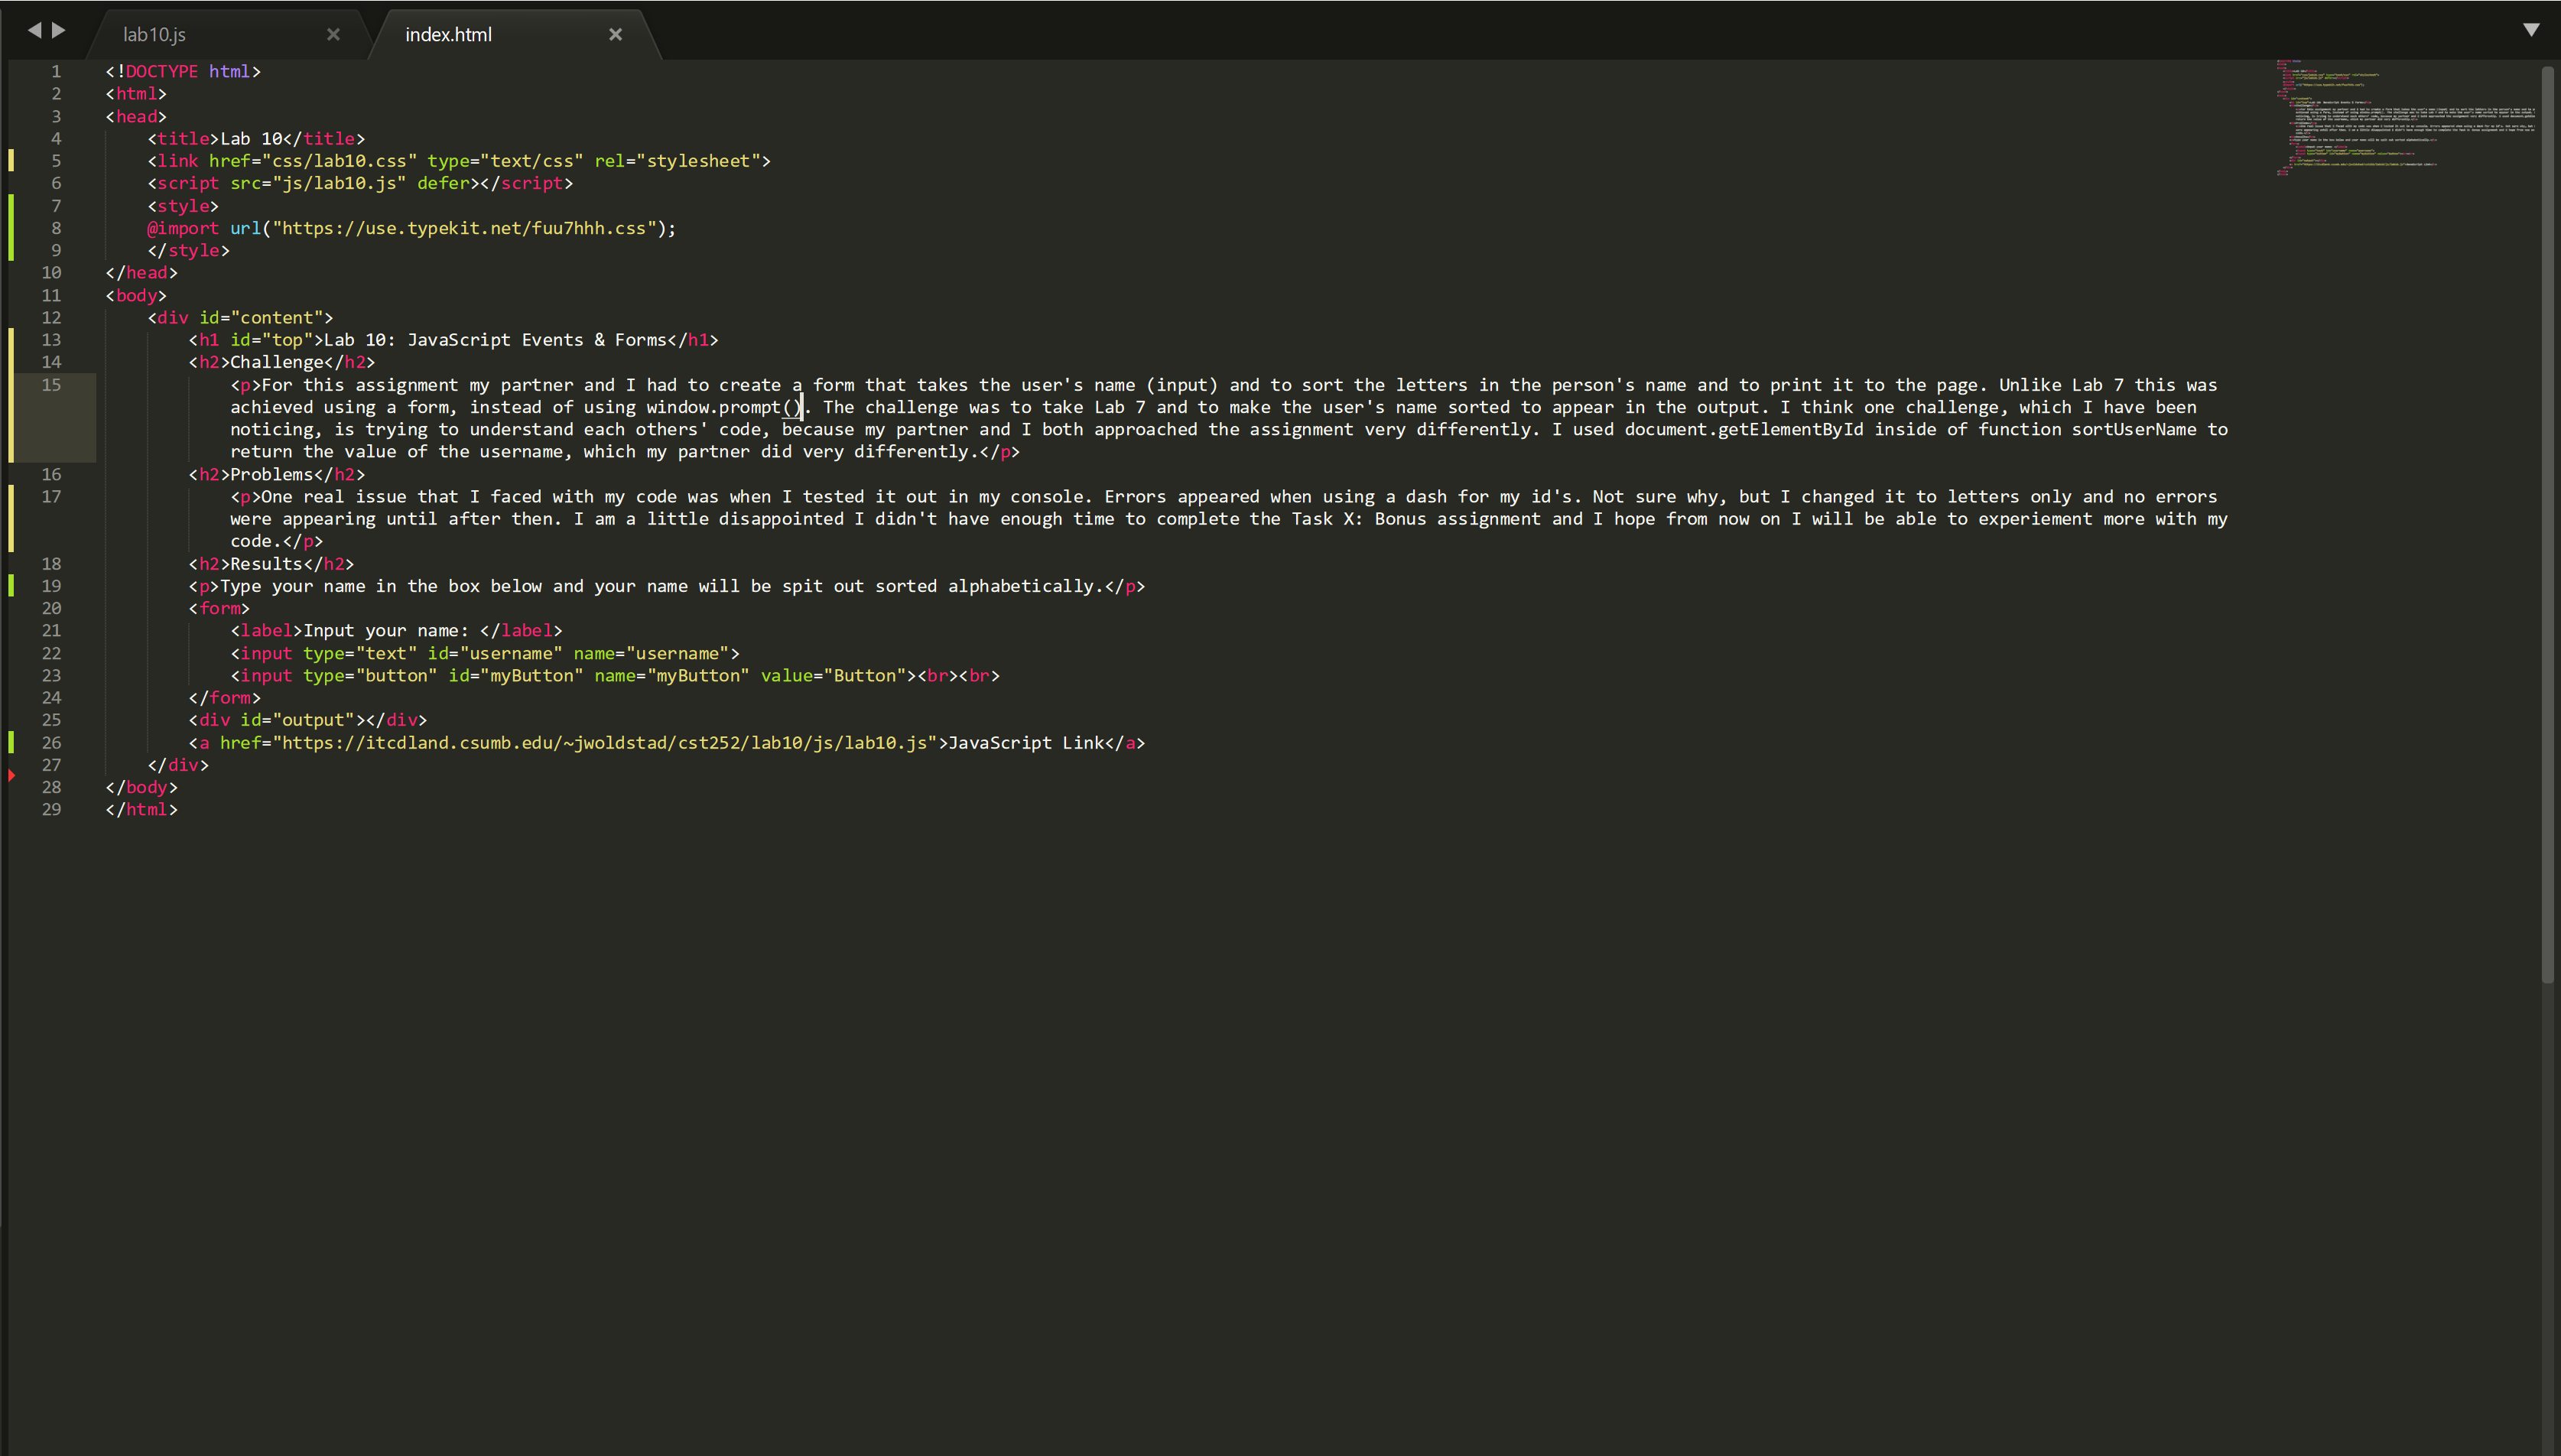 lab10.js
index.html
1 <!DOCTYPE html>
2 <html>
3 <head>
4 <title>Lab 10</title>
5 <link href="css/lab10.css" type="text/css" rel="stylesheet">
6 <script src="js/lab10.js" defer></script>
7 <style>
8 @import url("https://use.typekit.net/fuu7hhh.css");
9 </style>
10 </head>
11 <body>
12 <div id="content">
13 <h1 id="top">Lab 10: JavaScript Events & Forms</h1>
14 <h2>Challenge</h2>
15 <p>For this assignment my partner and I had to create a form that takes the user's name (input) and to sort the letters in the person's name and to print it to the page. Unlike Lab 7 this was
achieved using a form, instead of using window.prompt(). The challenge was to take Lab 7 and to make the user's name sorted to appear in the output. I think one challenge, which I have been
noticing, is trying to understand each others' code, because my partner and I both approached the assignment very differently. I used document.getElementById inside of function sortUserName to
return the value of the username, which my partner did very differently.</p>
16 <h2>Problems</h2>
17 <p>One real issue that I faced with my code was when I tested it out in my console. Errors appeared when using a dash for my id's. Not sure why, but I changed it to letters only and no errors
were appearing until after then. I am a little disappointed I didn't have enough time to complete the Task X: Bonus assignment and I hope from now on I will be able to experiement more with my
code.</p>
18 <h2>Results</h2>
19 <p>Type your name in the box below and your name will be spit out sorted alphabetically.</p>
20 <form>
21 <label>Input your name: </label>
22 <input type="text" id="username" name="username">
23 <input type="button" id="myButton" name="myButton" value="Button"><br><br>
24 </form>
25 <div id="output"></div>
26 <a href="https://itcdland.csumb.edu/~jwoldstad/cst252/lab10/js/lab10.js">JavaScript Link</a>
27 </div>
28 </body>
29 </html>